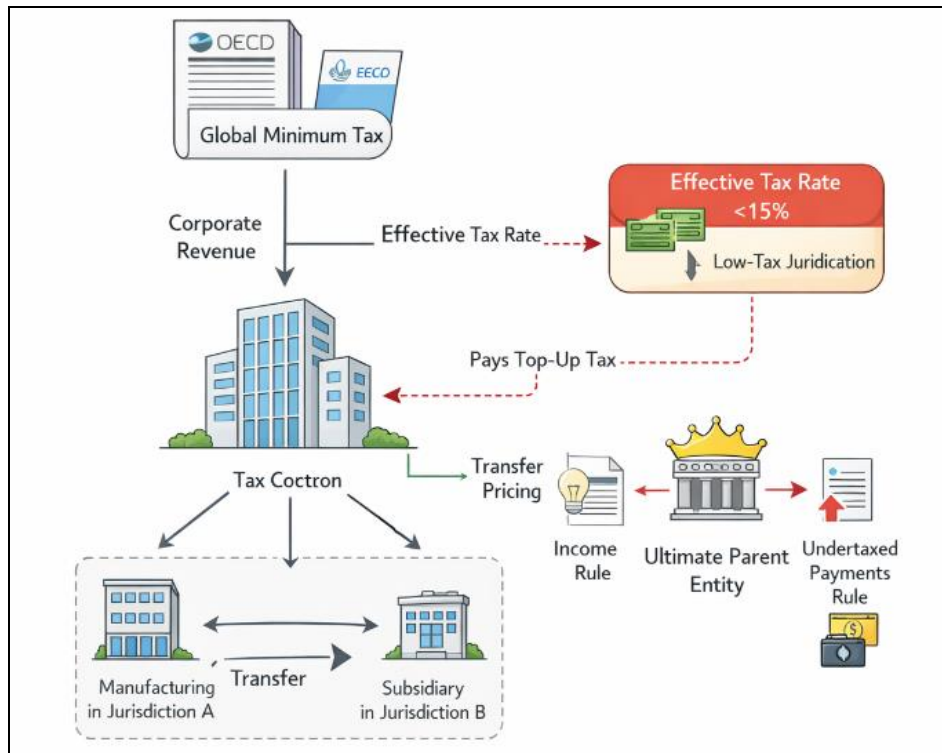 OECD
EECO
Global Minimum Tax
Corporate
Revenue
Effective Tax Rate
Effective Tax Rate
<15%
Low-Tax Juridication
Pays Top-Up Tax
Tax Coctron
Transfer
Pricing
Income
Rule
Ultimate Parent
Entity
Undertaxed
Payments
Rule
$
Manufacturing
in Jurisdiction A
Transfer
Subsidiary
in Jurisdiction B